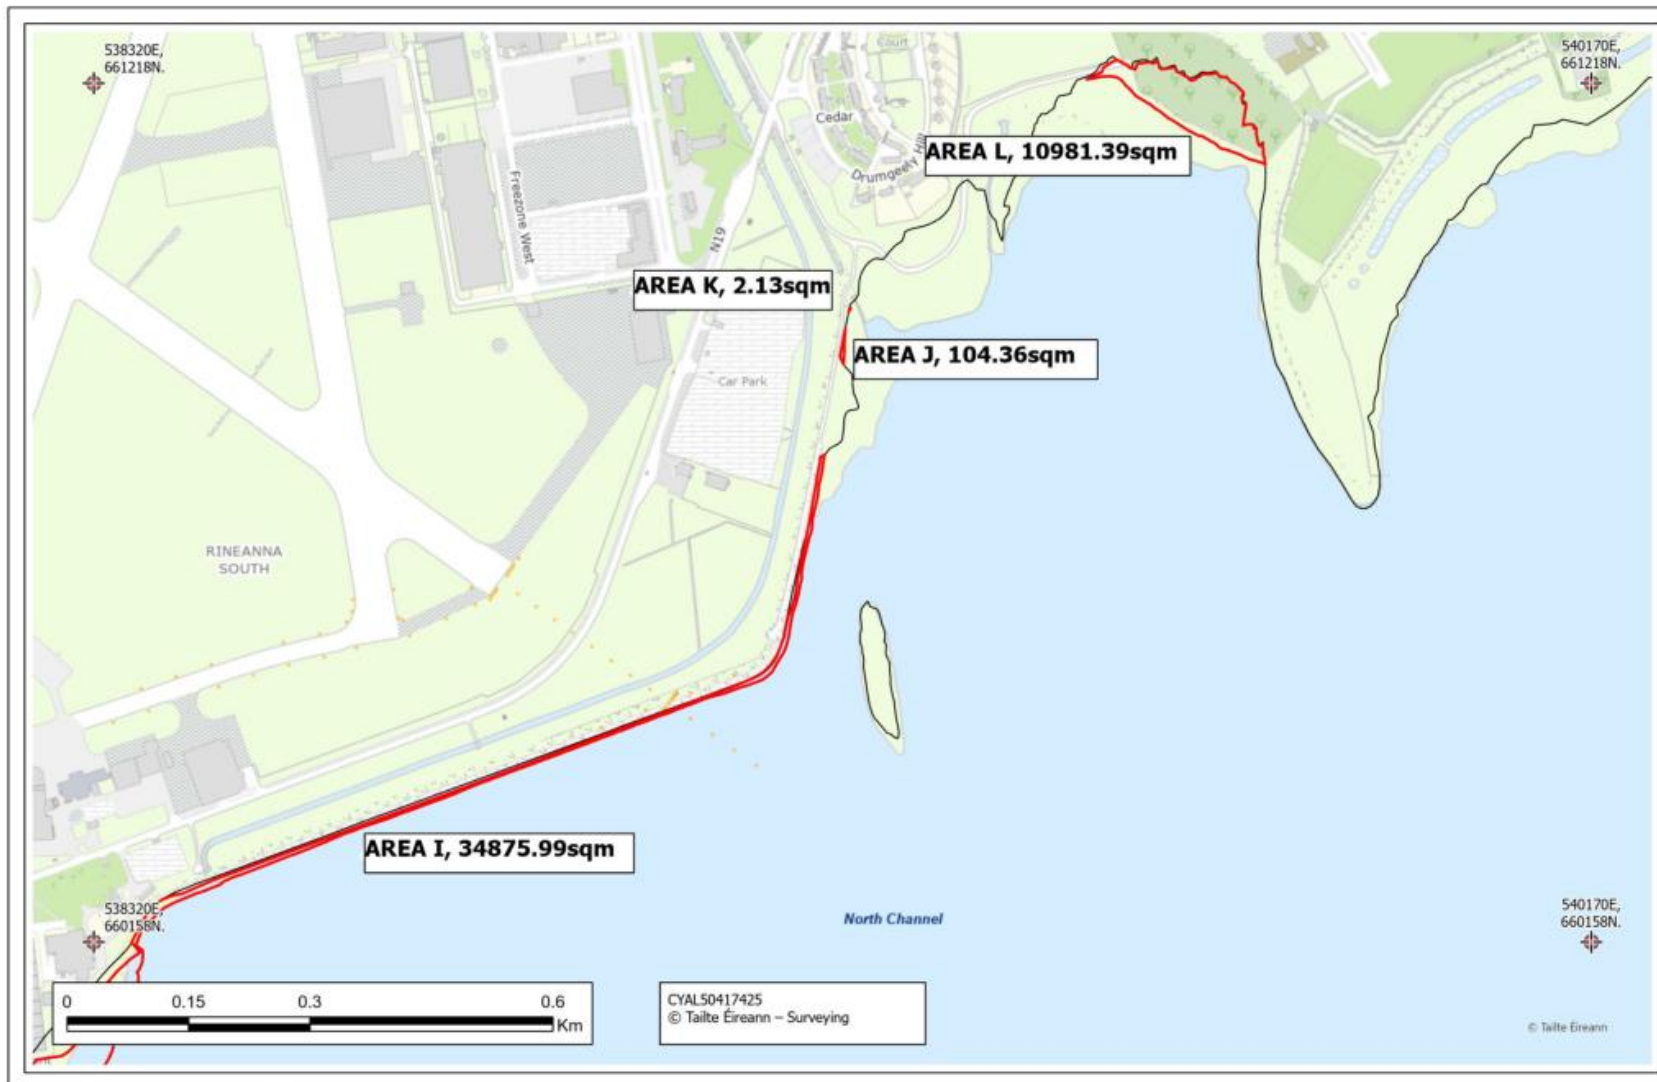 538320E,
661218N.
540170E,
661218N.
Court
Cedar
Drumgeely Hill
AREA L, 10981.39sqm
Freezone West
N19
AREA K, 2.13sqm
AREA J, 104.36sqm
Car Park
RINEANNA
SOUTH
AREA I, 34875.99sqm
538320E,
660158N.
North Channel
540170E,
660158N.
0 0.15 0.3 0.6
Km
CYAL50417425
© Tailte Éireann – Surveying
© Tailte Éireann